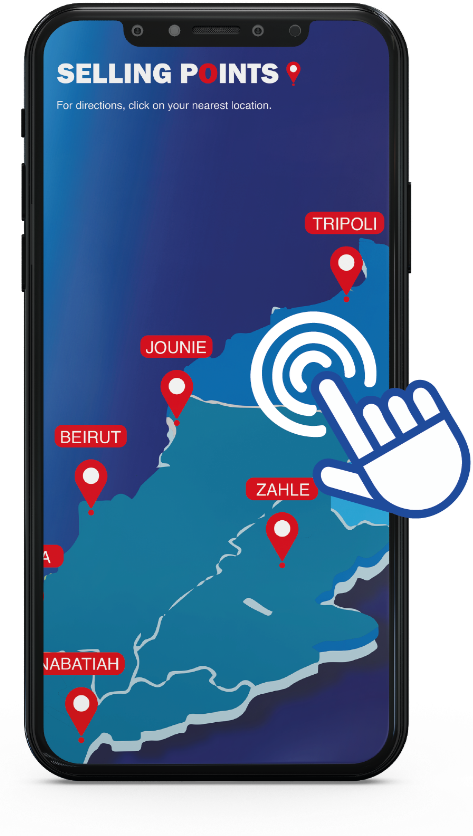 SELLING POINTS
For directions, click on your nearest location.
TRIPOLI
JOUNIE
BEIRUT
ZAHLE
A
NABATIAH